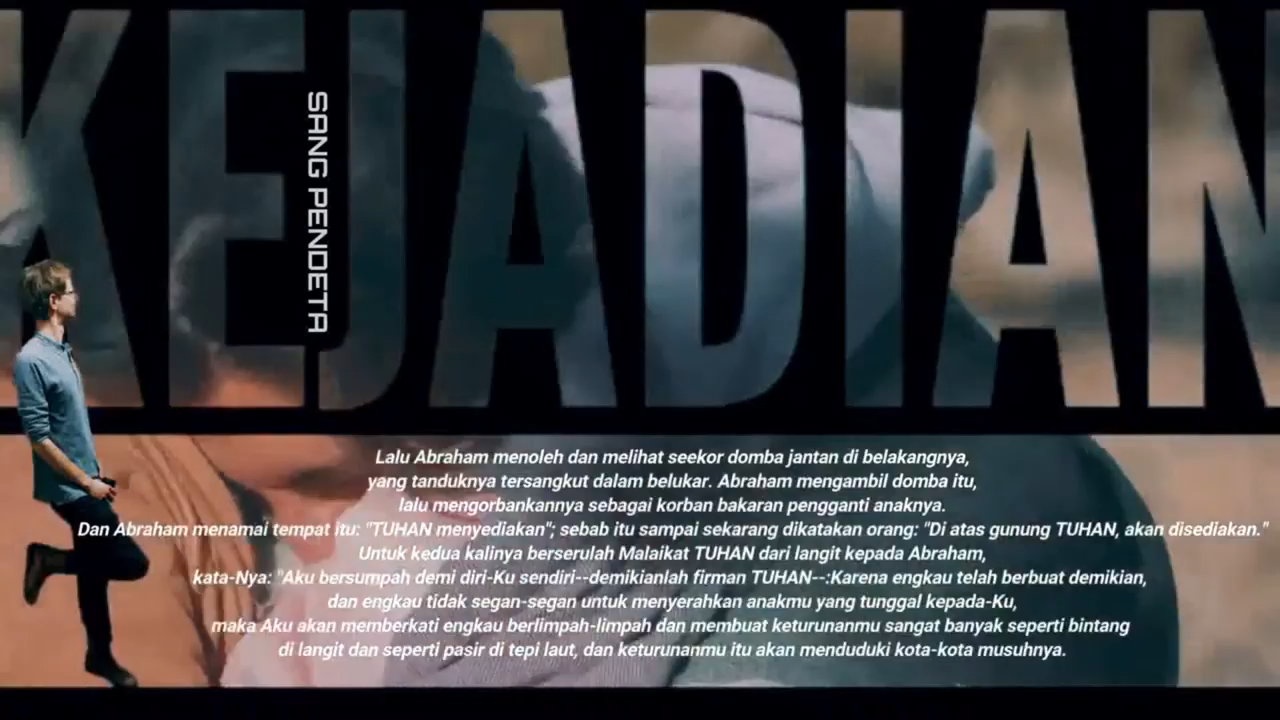 KEJADIAN
SANG PENDETA
Lalu Abraham menoleh dan melihat seekor domba jantan di belakangnya,
yang tanduknya tersangkut dalam belukar. Abraham mengambil domba itu,
lalu mengorbankannya sebagai korban bakaran pengganti anaknya.
Dan Abraham menamai tempat itu: "TUHAN menyediakan"; sebab itu sampai sekarang dikatakan orang: "Di atas gunung TUHAN, akan disediakan."
Untuk kedua kalinya berserulah Malaikat TUHAN dari langit kepada Abraham,
kata-Nya: "Aku bersumpah demi diri-Ku sendiri--demikianlah firman TUHAN--:Karena engkau telah berbuat demikian,
dan engkau tidak segan-segan untuk menyerahkan anakmu yang tunggal kepada-Ku,
maka Aku akan memberkati engkau berlimpah-limpah dan membuat keturunanmu sangat banyak seperti bintang
di langit dan seperti pasir di tepi laut, dan keturunanmu itu akan menduduki kota-kota musuhnya.